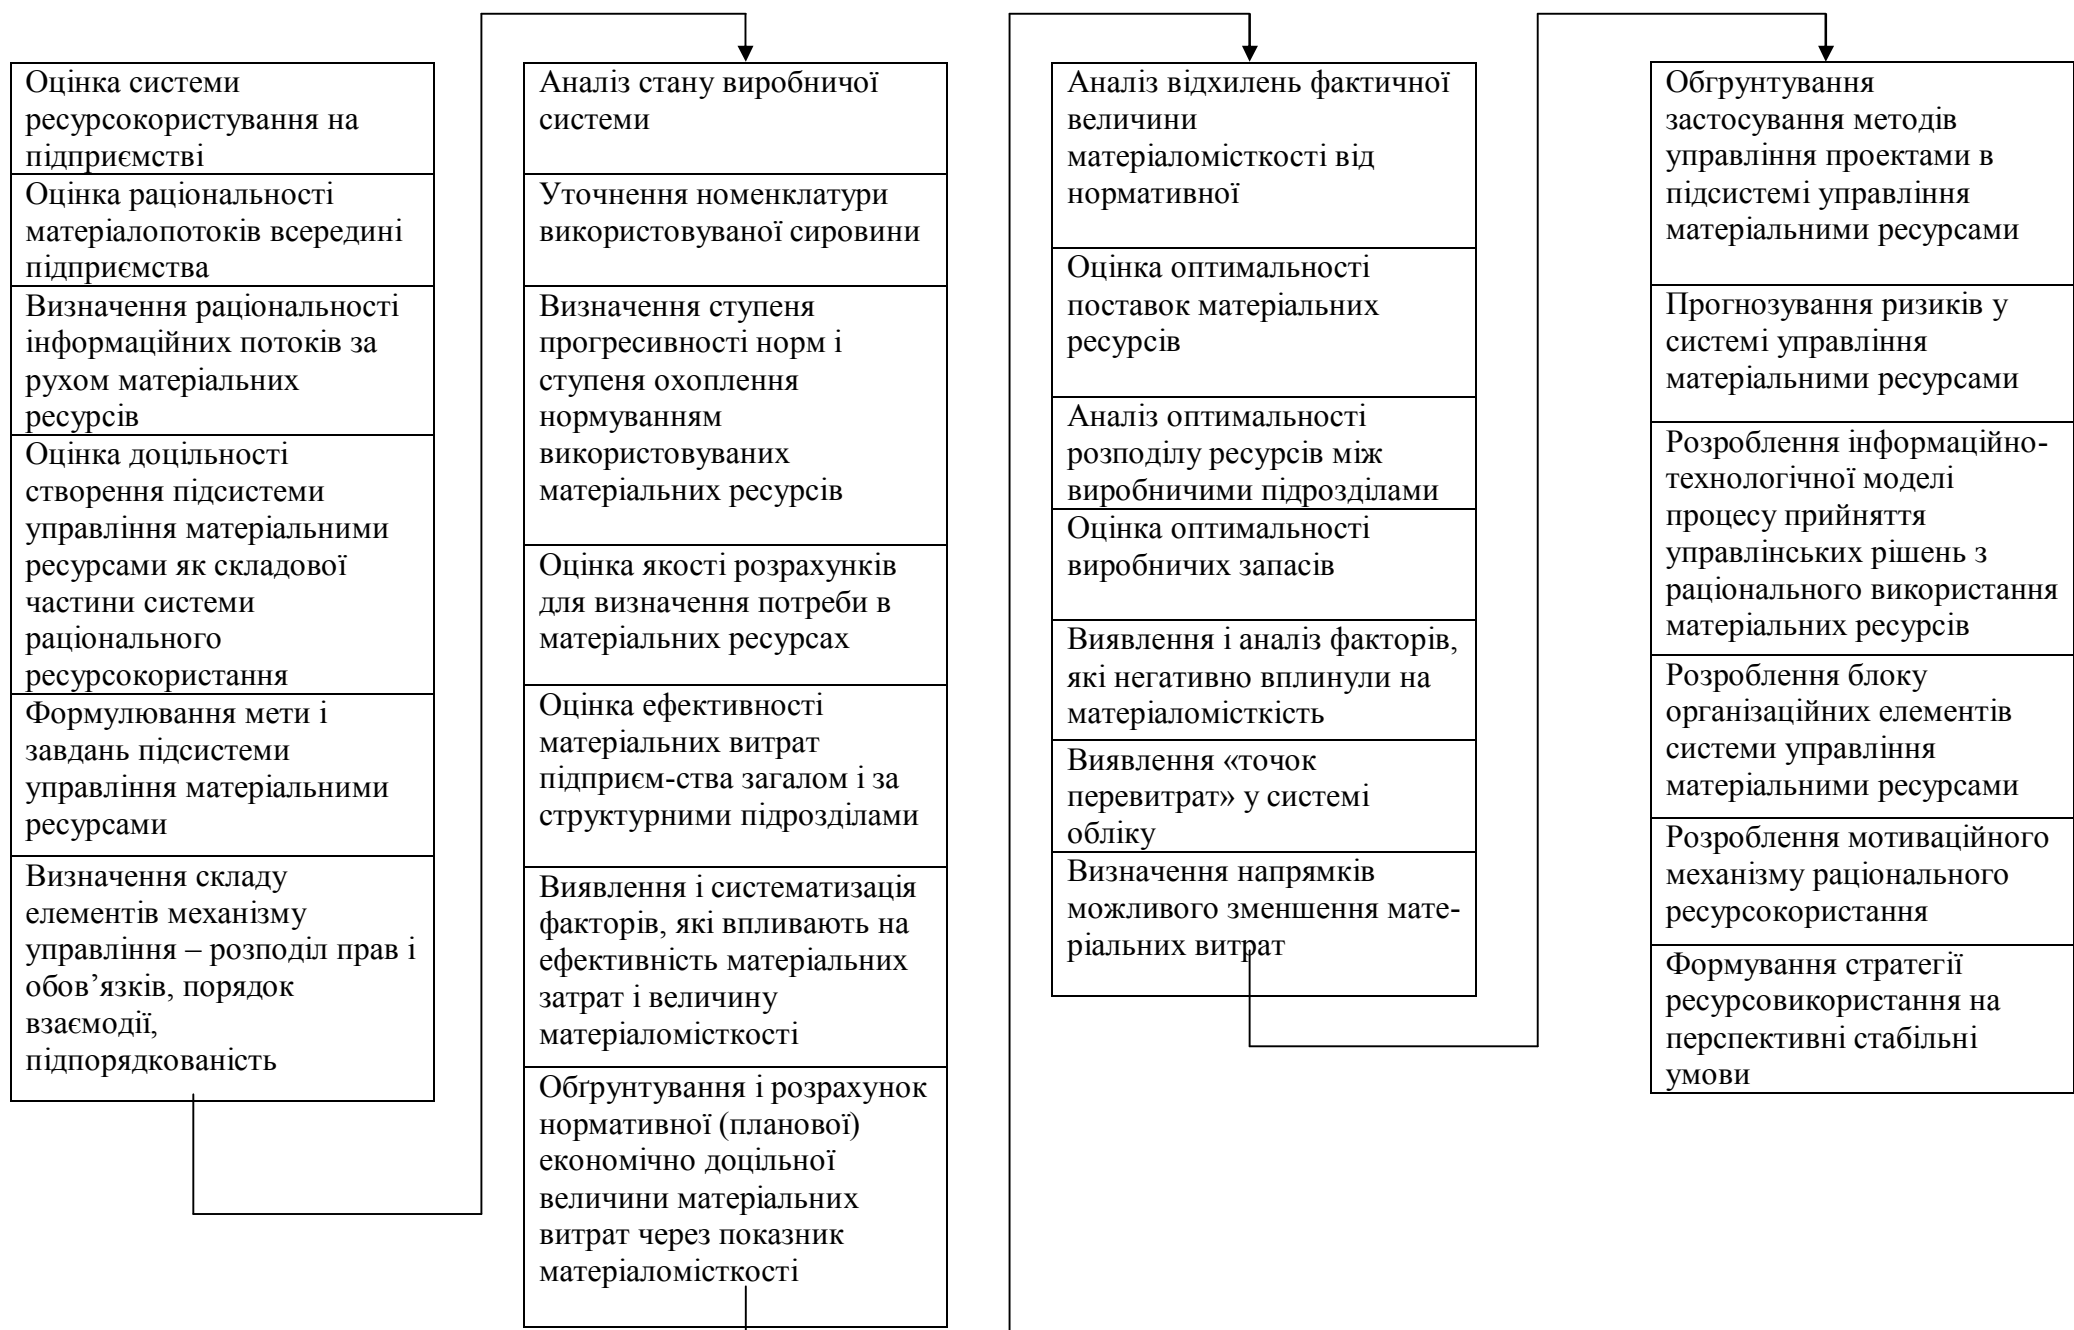 Оцінка системи
ресурсокористування на
підприємстві
Оцінка раціональності
матеріалопотоків всередині
підприємства
Визначення раціональності
інформаційних потоків за
рухом матеріальних
ресурсів
Оцінка доцільності
створення підсистеми
управління матеріальними
ресурсами як складової
частини системи
раціонального
ресурсокористання
Формулювання мети і
завдань підсистеми
управління матеріальними
ресурсами
Визначення складу
елементів механізму
управління – розподіл прав і
обов’язків, порядок
взаємодії,
підпорядкованість
Аналіз стану виробничої
системи
Уточнення номенклатури
використовуваної сировини
Визначення ступеня
прогресивності норм і
ступеня охоплення
нормуванням
використовуваних
матеріальних ресурсів
Оцінка якості розрахунків
для визначення потреби в
матеріальних ресурсах
Оцінка ефективності
матеріальних витрат
підприєм-ства загалом і за
структурними підрозділами
Виявлення і систематизація
факторів, які впливають на
ефективність матеріальних
затрат і величину
матеріаломісткості
Обґрунтування і розрахунок
нормативної (планової)
економічно доцільної
величини матеріальних
витрат через показник
матеріаломісткості
Аналіз відхилень фактичної
величини
матеріаломісткості від
нормативної
Оцінка оптимальності
поставок матеріальних
ресурсів
Аналіз оптимальності
розподілу ресурсів між
виробничими підрозділами
Оцінка оптимальності
виробничих запасів
Виявлення і аналіз факторів,
які негативно вплинули на
матеріаломісткість
Виявлення «точок
перевитрат» у системі
обліку
Визначення напрямків
можливого зменшення мате-
ріальних витрат
Обгрунтування
застосування методів
управління проектами в
підсистемі управління
матеріальними ресурсами
Прогнозування ризиків у
системі управління
матеріальними ресурсами
Розроблення інформаційно-
технологічної моделі
процесу прийняття
управлінських рішень з
раціонального використання
матеріальних ресурсів
Розроблення блоку
організаційних елементів
системи управління
матеріальними ресурсами
Розроблення мотиваційного
механізму раціонального
ресурсокористання
Формування стратегії
ресурсовикористання на
перспективні стабільні
умови